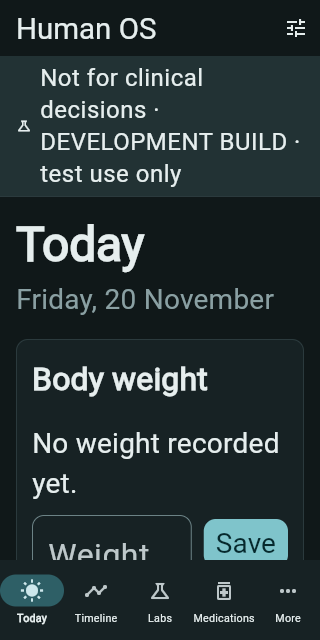 Human OS
Not for clinical
decisions ·
DEVELOPMENT BUILD ·
test use only
Today
Friday, 20 November
Body weight
No weight recorded
yet.
Weight
Save
Today
Timeline
Labs
Medications
More